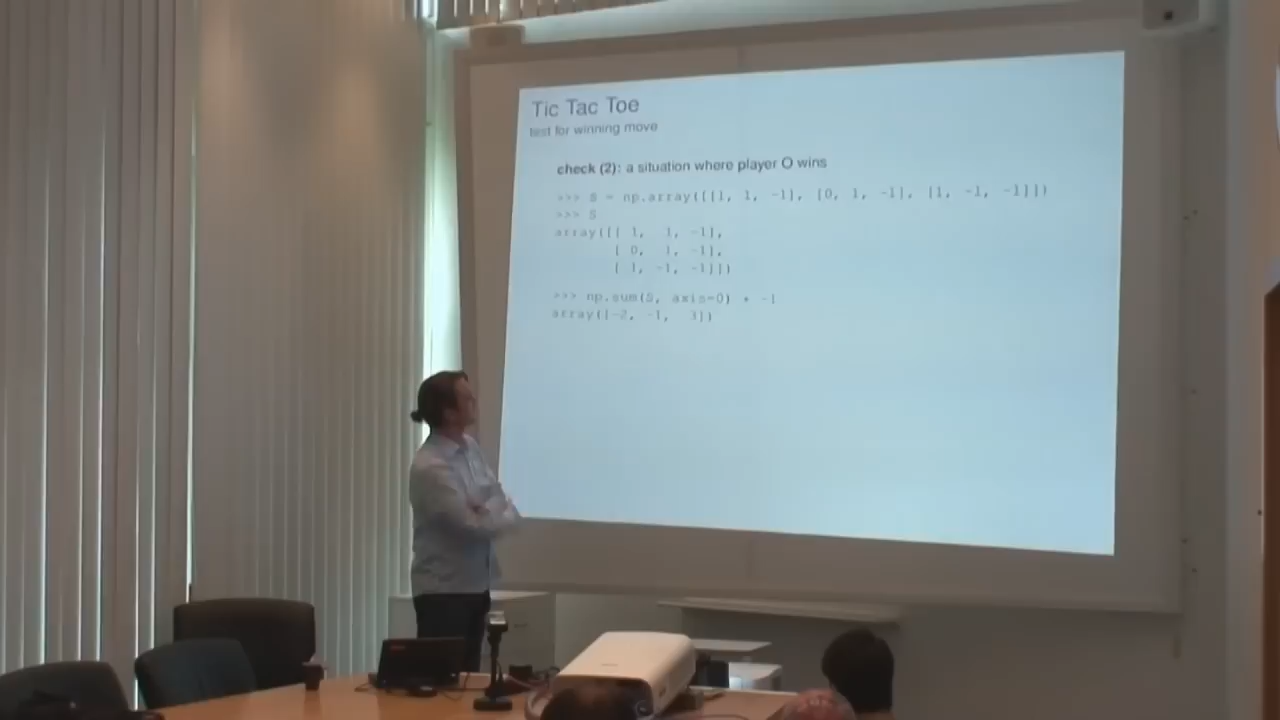 Tic Tac Toe
test for winning move
check (2): a situation where player O wins
>>> S = np.array([[1, 1, -1], [0, 1, -1], [1, -1, -1]])
>>> S
array([[ 1, 1, -1],
[ 0, 1, -1],
[ 1, -1, -1]])
>>> np.sum(S, axis=0) * -1
array([-2, -1, 3])